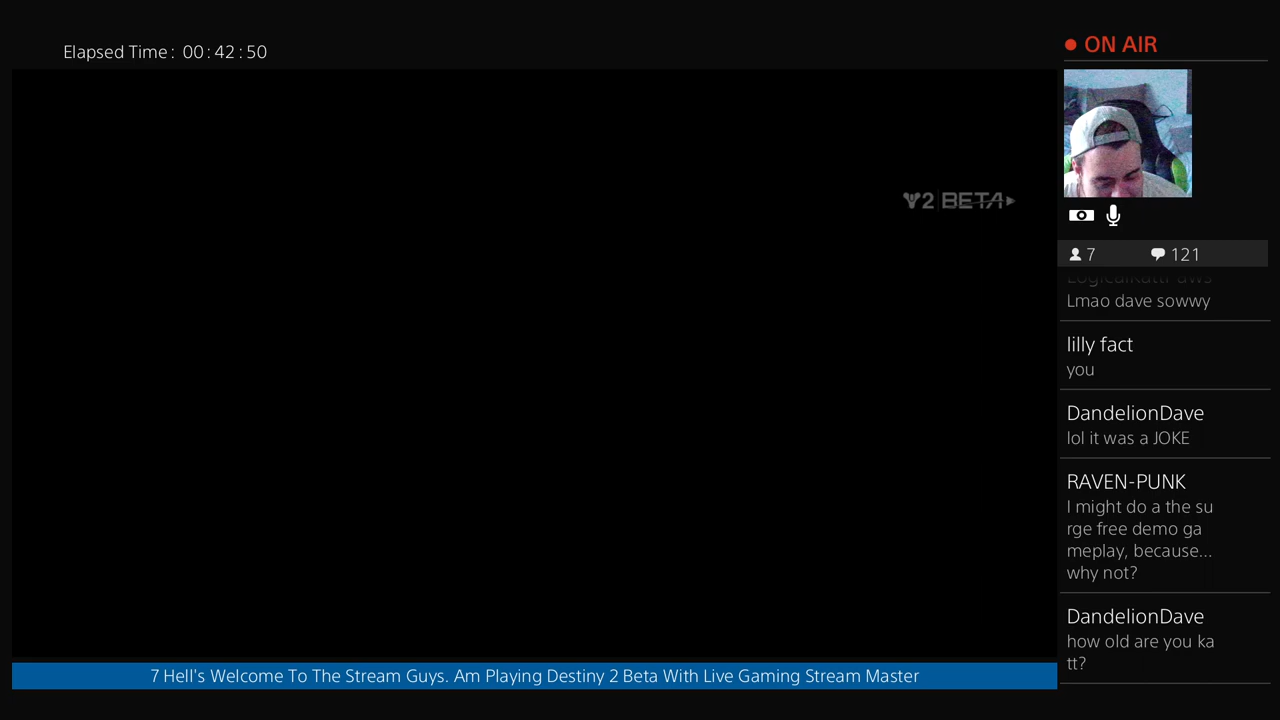 Elapsed Time: 00:42:50
ON AIR
2 BETA
7 121
Lmao dave sowwy
lilly fact
you
DandelionDave
lol it was a JOKE
RAVEN-PUNK
I might do a the su
rge free demo ga
meplay, because...
why not?
DandelionDave
how old are you ka
tt?
7 Hell's Welcome To The Stream Guys. Am Playing Destiny 2 Beta With Live Gaming Stream Master